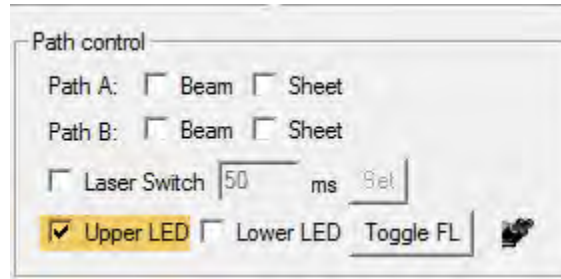 Path control
Path A: Beam Sheet
Path B: Beam Sheet
Laser Switch 50 ms Set
Upper LED Lower LED Toggle FL